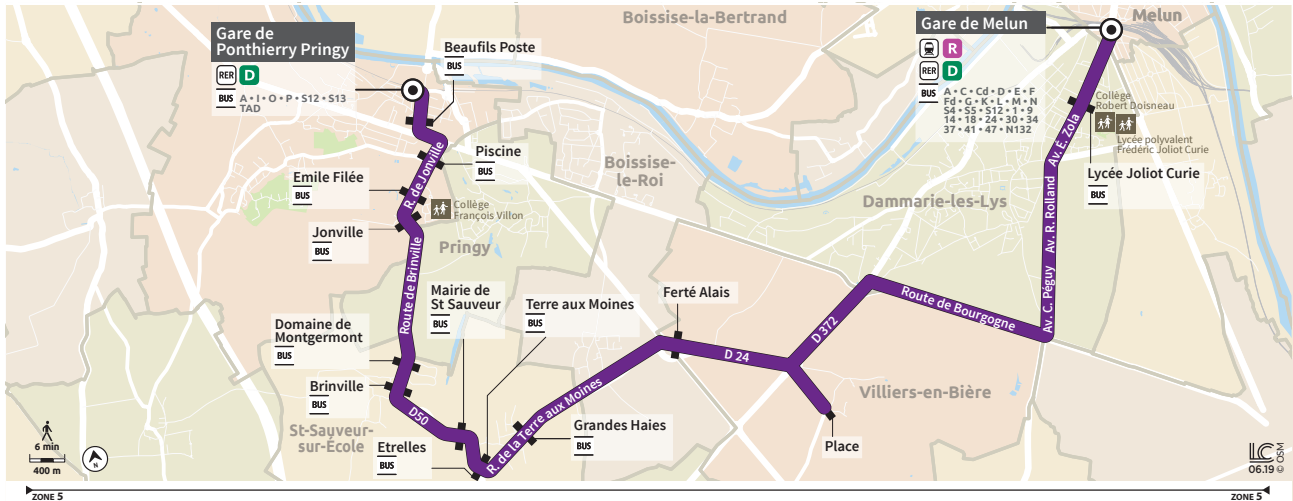 Boissise-la-Bertrand
Melun
Gare de Melun
R
RER D
BUS
A • C • Cd • D • E • F
Fd • G • K • L • M • N
S4 • S5 • S12 • 1 • 9
14 • 18 • 24 • 30 • 34
37 • 41 • 47 • N132
Gare de
Ponthierry Pringy
RER D
BUS
A • I • O • P • S12 • S13
TAD
Beaufils Poste
BUS
Collège
Robert Doisneau
Lycée polyvalent
Frédéric Joliot Curie
Av. E. Zola
Lycée Joliot Curie
BUS
Piscine
BUS
R. de Jonville
Boissise-
le-Roi
Emile Filée
BUS
Collège
François Villon
Dammarie-les-Lys
Av. R. Rolland
Jonville
BUS
Pringy
Route de Brinville
Mairie de
St Sauveur
BUS
Terre aux Moines
BUS
Ferté Alais
Route de Bourgogne
Av. C. Péguy
Domaine de
Montgermont
BUS
D 372
D 24
Brinville
BUS
D50
R. de la Terre aux Moines
Villiers-en-Bière
St-Sauveur-
sur-École
Grandes Haies
BUS
Etrelles
BUS
Place
6 min
400 m
N
LC
06.19 © OSM
ZONE 5
ZONE 5